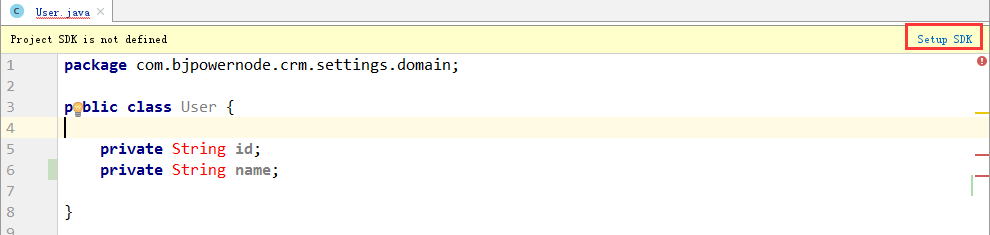 C User.java ×
Project SDK is not defined Setup SDK
1 package com.bjpowernode.crm.settings.domain;
2
3 public class User {
4
5 private String id;
6 private String name;
7
8 }
9